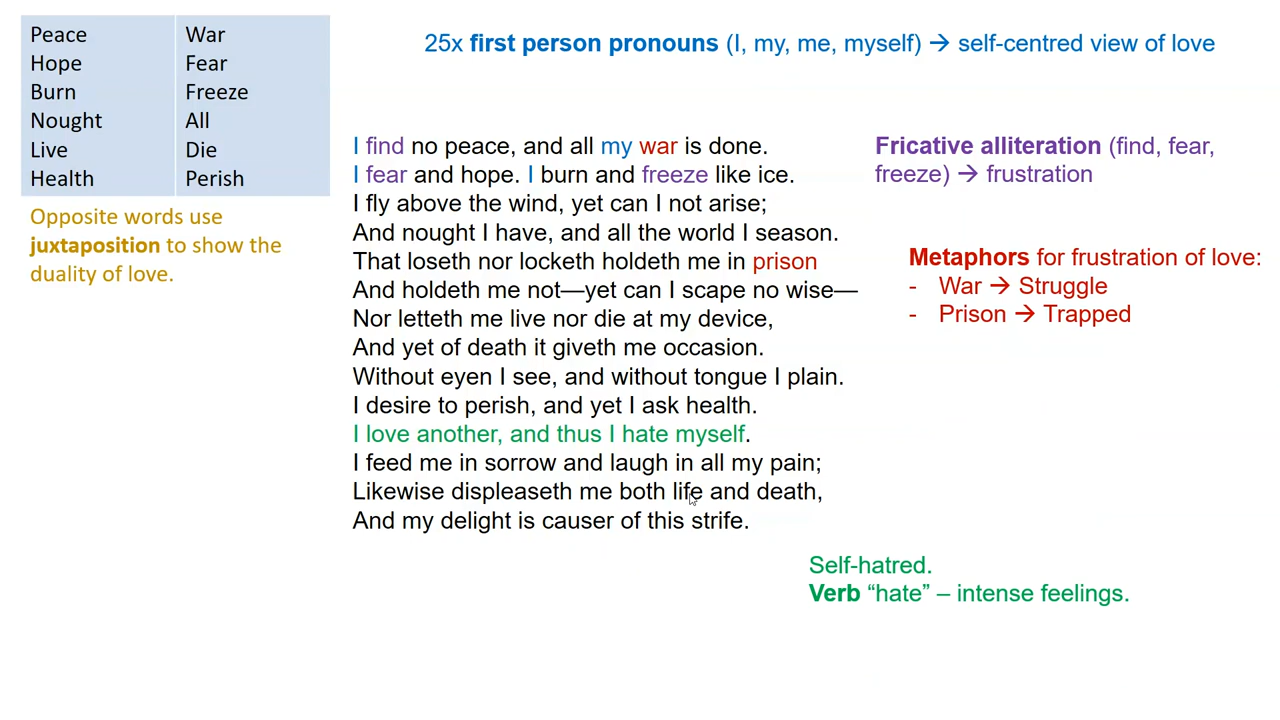 Peace War
Hope Fear
Burn Freeze
Nought All
Live Die
Health Perish
Opposite words use
juxtaposition to show the
duality of love.
25x first person pronouns (I, my, me, myself) → self-centred view of love
I find no peace, and all my war is done.
I fear and hope. I burn and freeze like ice.
I fly above the wind, yet can I not arise;
And nought I have, and all the world I season.
That loseth nor locketh holdeth me in prison
And holdeth me not—yet can I scape no wise—
Nor letteth me live nor die at my device,
And yet of death it giveth me occasion.
Without eyen I see, and without tongue I plain.
I desire to perish, and yet I ask health.
I love another, and thus I hate myself.
I feed me in sorrow and laugh in all my pain;
Likewise displeaseth me both life and death,
And my delight is causer of this strife.
Fricative alliteration (find, fear,
freeze) → frustration
Metaphors for frustration of love:
- War → Struggle
- Prison → Trapped
Self-hatred.
Verb “hate” – intense feelings.